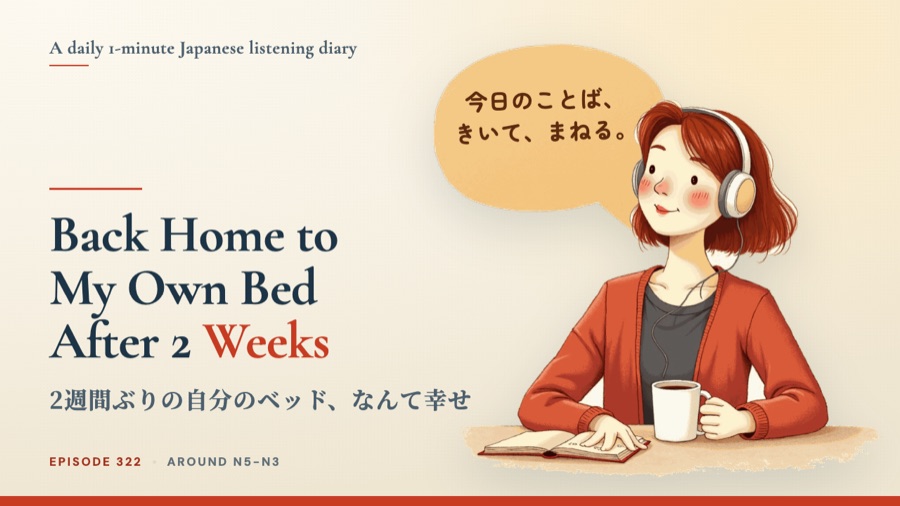 A daily 1-minute Japanese listening diary
今日のことば、
きいて、まねる。
Back Home to
My Own Bed
After 2 Weeks
2週間ぶりの自分のベッド、なんて幸せ
EPISODE 322 · AROUND N5–N3